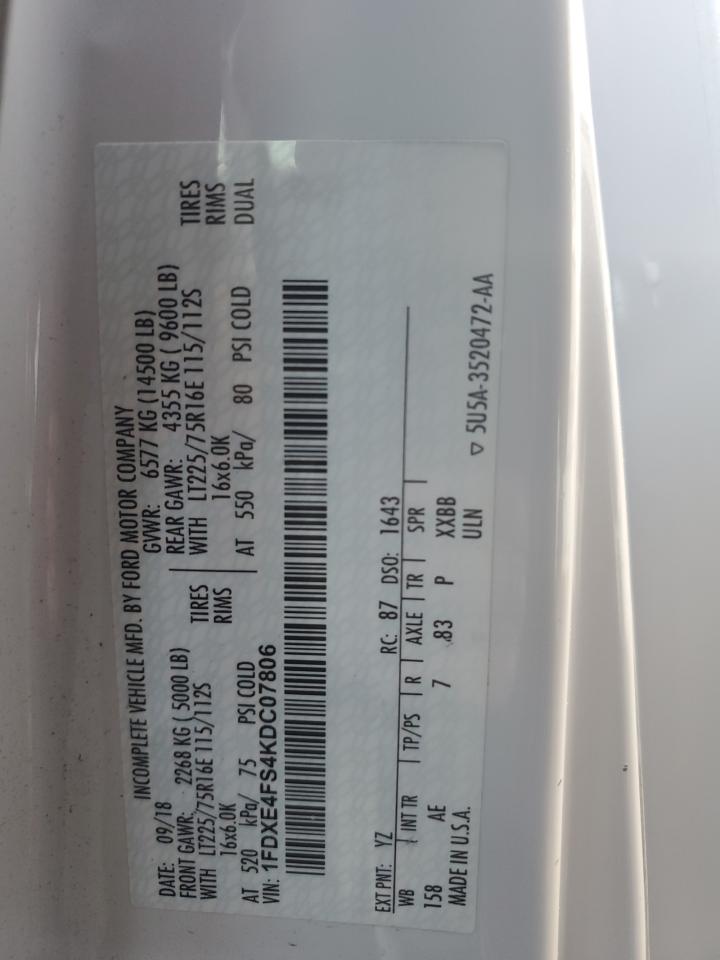 INCOMPLETE VEHICLE MFD. BY FORD MOTOR COMPANY
DATE: 09/18 GVWR: 6577 KG (14500 LB)
FRONT GAWR: 2268 KG ( 5000 LB) REAR GAWR: 4355 KG ( 9600 LB)
WITH LT225/75R16E 115/112S TIRES WITH LT225/75R16E 115/112S TIRES
16x6.0K RIMS 16x6.0K RIMS
AT 520 kPa/ 75 PSI COLD AT 550 kPa/ 80 PSI COLD DUAL
VIN: 1FDXE4FS4KDC07806
EXT PNT: YZ RC: 87 DSO: 1643
WB INT TR TP/PS R AXLE TR SPR
158 AE 7 .83 P XXBB
MADE IN U.S.A. ULN
▽ 5U5A-3520472-AA